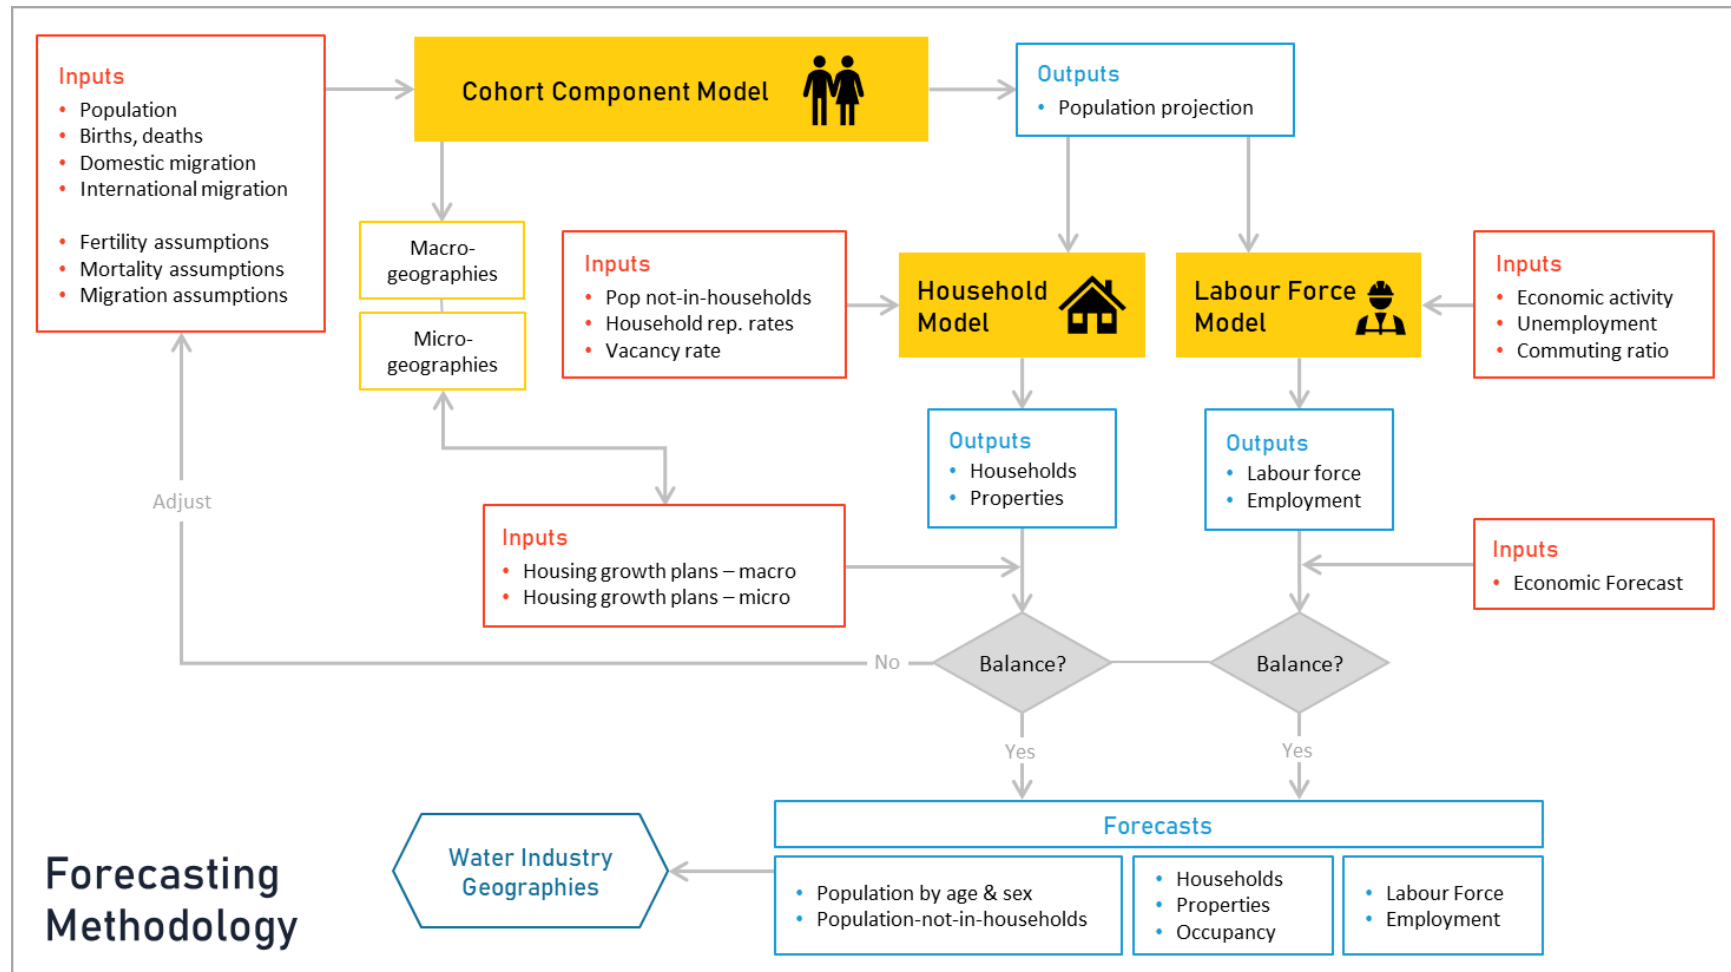 Inputs
• Population
• Births, deaths
• Domestic migration
• International migration
• Fertility assumptions
• Mortality assumptions
• Migration assumptions
Cohort Component Model
Outputs
• Population projection
Macro-
geographies
Micro-
geographies
Inputs
• Pop not-in-households
• Household rep. rates
• Vacancy rate
Household
Model
Labour Force
Model
Inputs
• Economic activity
• Unemployment
• Commuting ratio
Outputs
• Households
• Properties
Outputs
• Labour force
• Employment
Adjust
Inputs
• Housing growth plans – macro
• Housing growth plans – micro
Inputs
• Economic Forecast
No
Balance?
Balance?
Yes
Yes
Forecasts
• Population by age & sex
• Population-not-in-households
• Households
• Properties
• Occupancy
• Labour Force
• Employment
Water Industry
Geographies
Forecasting
Methodology